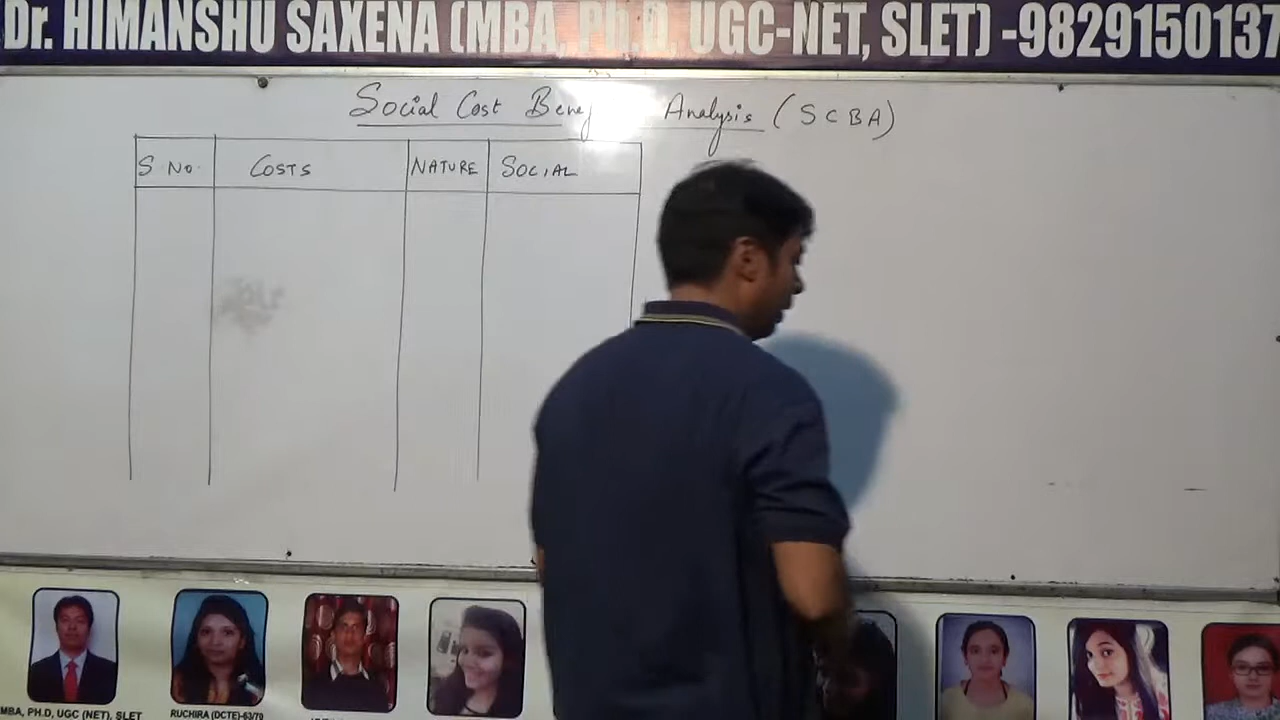 Dr. HIMANSHU SAXENA (MBA, Ph.D, UGC-NET, SLET) -9829150137
Social Cost Benef Analysis (SCBA)
S No. COSTS NATURE SOCIAL
MBA, PH.D, UGC (NET), SLET
RUCHIRA (DCTE)-63/70